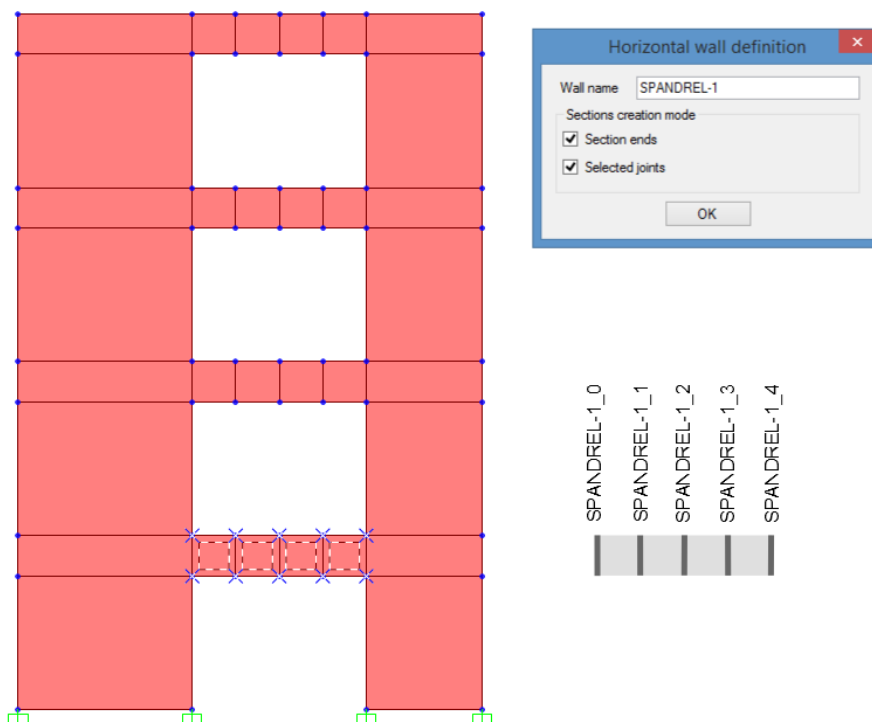 Horizontal wall definition
×
Wall name SPANDREL-1
Sections creation mode
Section ends
Selected joints
OK
SPANDREL-1_0
SPANDREL-1_1
SPANDREL-1_2
SPANDREL-1_3
SPANDREL-1_4